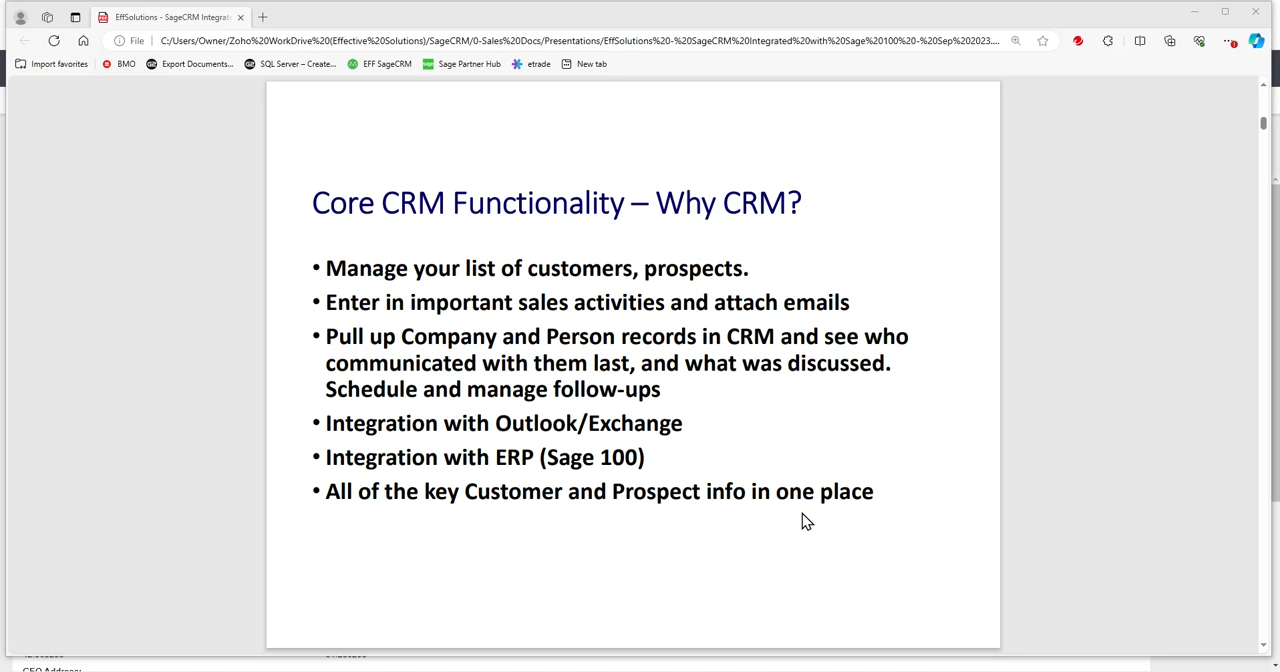 EffSolutions - SageCRM Integrat
File
C:/Users/Owner/Zoho%20WorkDrive%20(Effective%20Solutions)/SageCRM/0-Sales%20Docs/Presentations/EffSolutions%20-%20SageCRM%20Integrated%20with%20Sage%20100%20-%20Sep%202023....
Import favorites
BMO
Export Documents...
SQL Server – Create...
EFF SageCRM
Sage Partner Hub
etrade
New tab
Core CRM Functionality – Why CRM?
• Manage your list of customers, prospects.
• Enter in important sales activities and attach emails
• Pull up Company and Person records in CRM and see who
communicated with them last, and what was discussed.
Schedule and manage follow-ups
• Integration with Outlook/Exchange
• Integration with ERP (Sage 100)
• All of the key Customer and Prospect info in one place